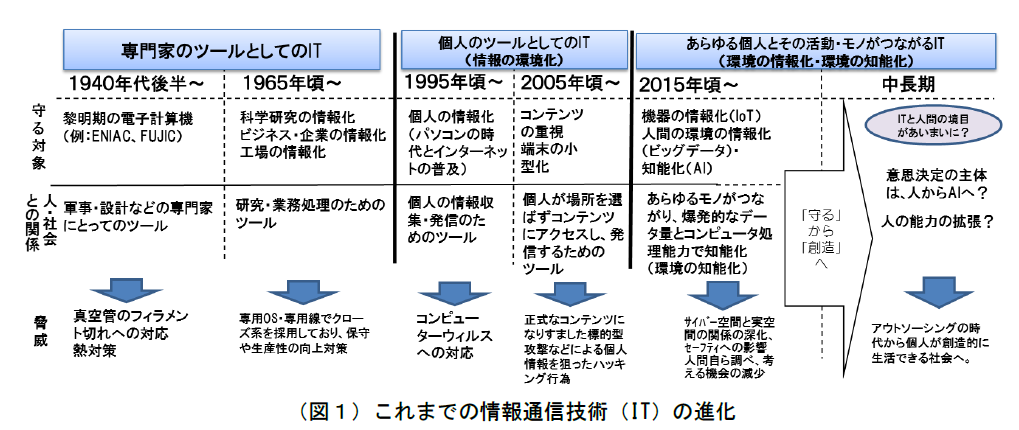 専門家のツールとしてのIT
個人のツールとしてのIT
（情報の環境化）
あらゆる個人とその活動・モノがつながるIT
（環境の情報化・環境の知能化）
1940年代後半～
1965年頃～
1995年頃～
2005年頃～
2015年頃～
中長期
守る対象
黎明期の電子計算機
（例：ENIAC、FUJIC）
科学研究の情報化
ビジネス・企業の情報化
工場の情報化
個人の情報化
（パソコンの時
代とインターネッ
トの普及）
コンテンツ
の重視
端末の小
型化
機器の情報化（IoT）
人間の環境の情報化
（ビッグデータ）・
知能化（AI）
ITと人間の境目
があいまいに？
意思決定の主体
は、人からAIへ？
人の能力の拡張？
「守る」
から
「創造」
へ
人・社会
との関係
軍事・設計などの専門家
にとってのツール
研究・業務処理のための
ツール
個人の情報収
集・発信のた
めのツール
個人が場所を選
ばずコンテンツ
にアクセスし、発
信するための
ツール
あらゆるモノがつな
がり、爆発的なデー
タ量とコンピュータ処
理能力で知能化
（環境の知能化）
脅威
真空管のフィラメン
ト切れへの対応
熱対策
専用OS・専用線でクロー
ズ系を採用しており、保守
や生産性の向上対策
コンピュー
ターウィルス
への対応
正式なコンテンツに
なりすました標的型
攻撃などによる個人
情報を狙ったハッキ
ング行為
サイバー空間と実空
間の関係の深化、
セーフティへの影響
人間自ら調べ、考
える機会の減少
アウトソーシングの時
代から個人が創造的に
生活できる社会へ。
（図１）これまでの情報通信技術（IT）の進化